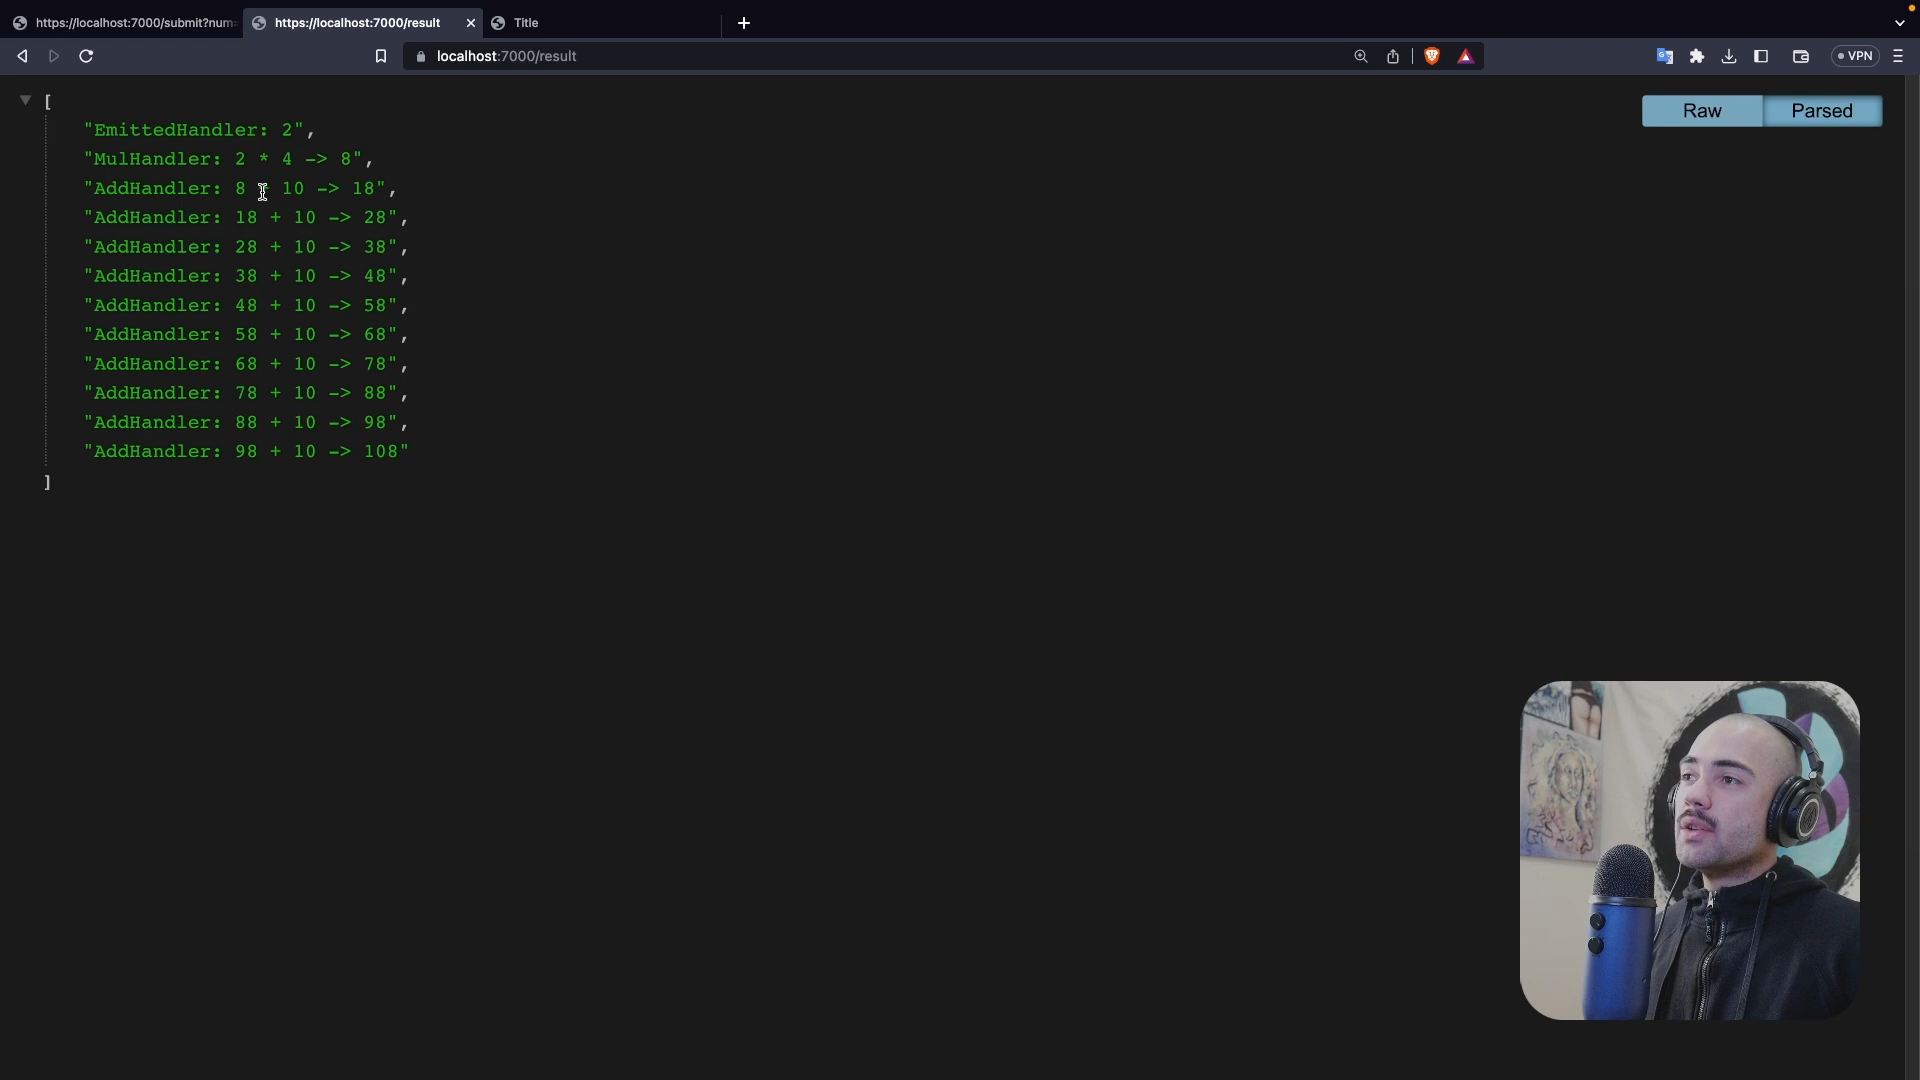 https://localhost:7000/submit?num=
https://localhost:7000/result
Title
localhost:7000/result
VPN
[
Raw
Parsed
"EmittedHandler: 2",
"MulHandler: 2 * 4 -> 8",
"AddHandler: 8 + 10 -> 18",
"AddHandler: 18 + 10 -> 28",
"AddHandler: 28 + 10 -> 38",
"AddHandler: 38 + 10 -> 48",
"AddHandler: 48 + 10 -> 58",
"AddHandler: 58 + 10 -> 68",
"AddHandler: 68 + 10 -> 78",
"AddHandler: 78 + 10 -> 88",
"AddHandler: 88 + 10 -> 98",
"AddHandler: 98 + 10 -> 108"
]